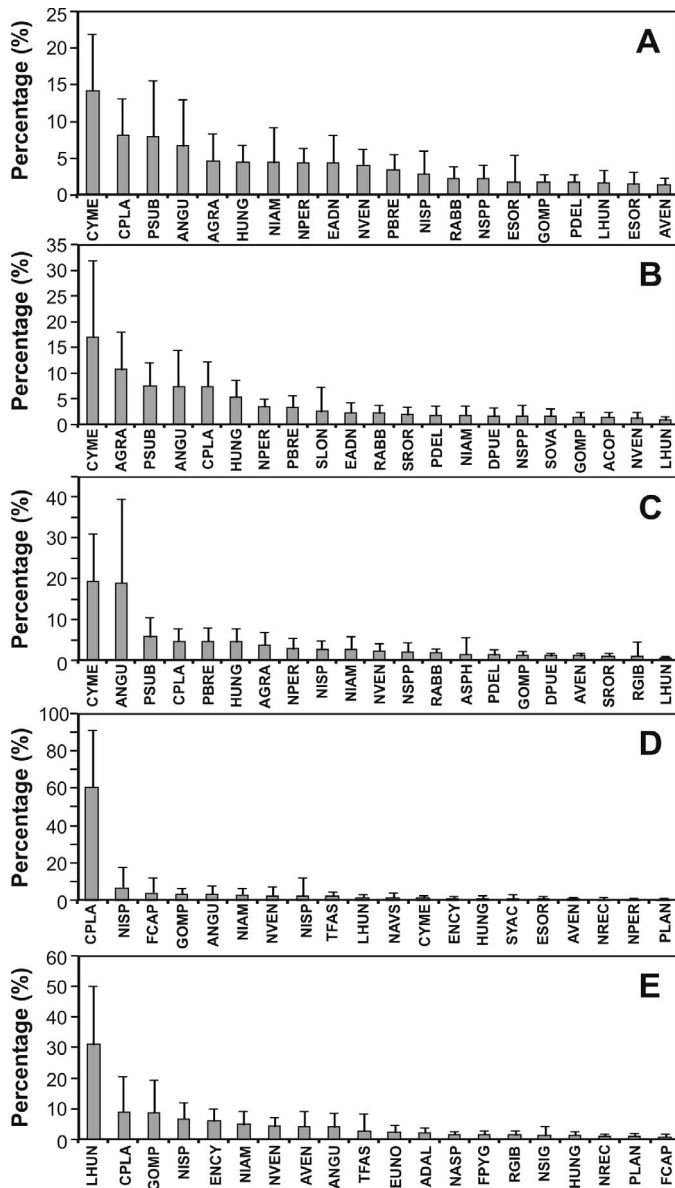 Percentage (%)
25
20
15
10
5
0
A
CYME CPLA PSUB ANGU AGRA HUNG NIAM NPER EADN NVEN PBRE NISP RABB NSPP ESOR GOMP PDEL LHUN ESOR AVEN
Percentage (%)
35
30
25
20
15
10
5
0
B
CYME AGRA PSUB ANGU CPLA HUNG NPER PBRE SLON EADN RABB SROR PDEL NIAM DPUE NSPP SOVA GOMP ACOP NVEN LHUN
Percentage (%)
40
30
20
10
0
C
CYME ANGU PSUB CPLA PBRE HUNG AGRA NPER NISP NIAM NVEN NSPP RABB ASPH PDEL GOMP DPUE AVEN SROR RGIB LHUN
Percentage (%)
100
80
60
40
20
0
D
CPLA NISP FCAP GOMP ANGU NIAM NVEN NISP TFAS LHUN NAVS CYME ENCY HUNG SYAC ESOR AVEN NREC NPER PLAN
Percentage (%)
60
50
40
30
20
10
0
E
LHUN CPLA GOMP NISP ENCY NIAM NVEN AVEN ANGU TFAS EUNO ADAL NASP FPYG RGIB NSIG HUNG NREC PLAN FCAP